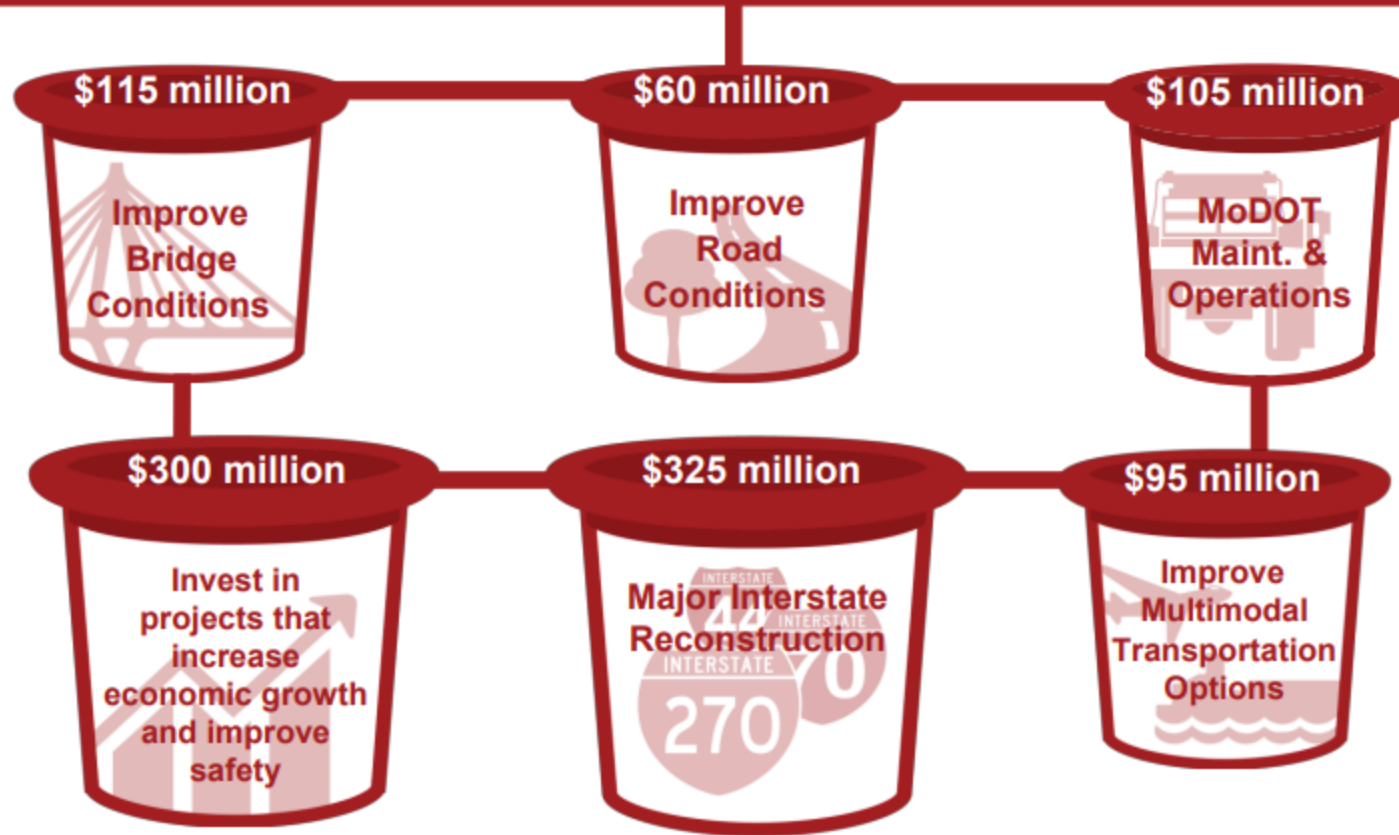 $115 million
$60 million
$105 million
Improve
Bridge
Conditions
Improve
Road
Conditions
MoDOT
Maint. &
Operations
$300 million
$325 million
$95 million
Invest in
projects that
increase
economic growth
and improve
safety
Major Interstate
Reconstruction
INTERSTATE
44
INTERSTATE
70
INTERSTATE
270
Improve
Multimodal
Transportation
Options